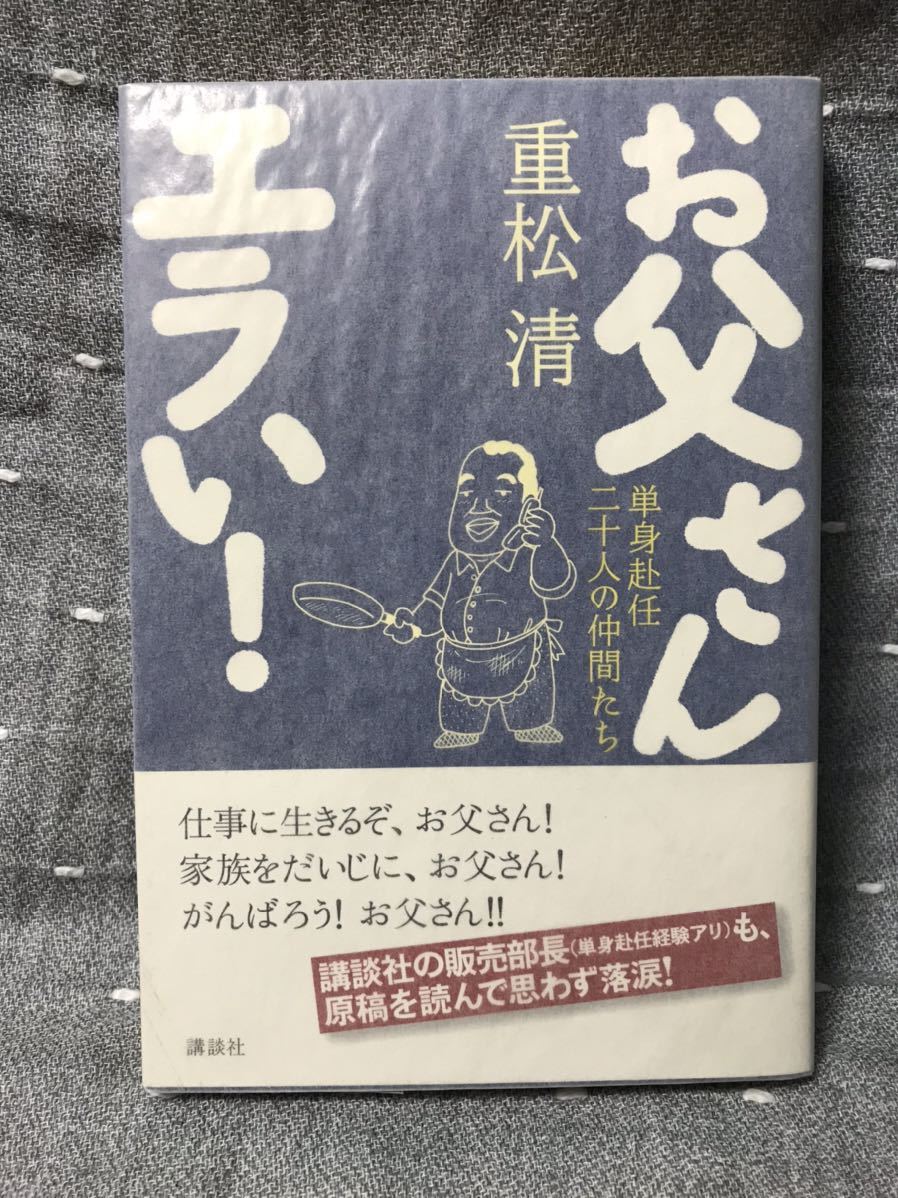 お父さん
エラい！
重松 清
単身赴任
二十人の仲間たち
仕事に生きるぞ、お父さん！
家族をだいじに、お父さん！
がんばろう！ お父さん!!
講談社の販売部長（単身赴任経験アリ）も、
原稿を読んで思わず落涙！
講談社